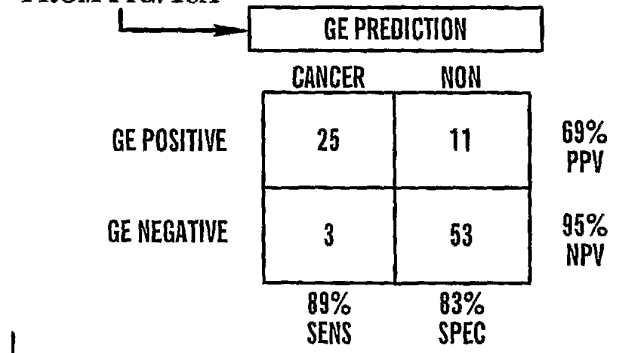 GE PREDICTION
CANCER NON
GE POSITIVE 25 11 69% PPV
GE NEGATIVE 3 53 95% NPV
89% SENS 83% SPEC